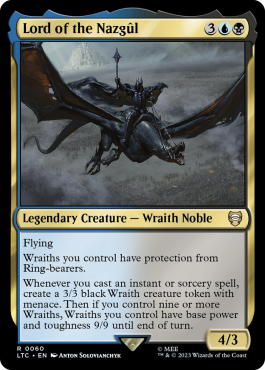 Lord of the Nazgûl 3
Legendary Creature — Wraith Noble
Flying
Wraiths you control have protection from
Ring-bearers.
Whenever you cast an instant or sorcery spell,
create a 3/3 black Wraith creature token with
menace. Then if you control nine or more
Wraiths, Wraiths you control have base power
and toughness 9/9 until end of turn.
4/3
R 0060 © MEE
LTC • EN Anton Solovianchyk ™ & © 2023 Wizards of the Coast